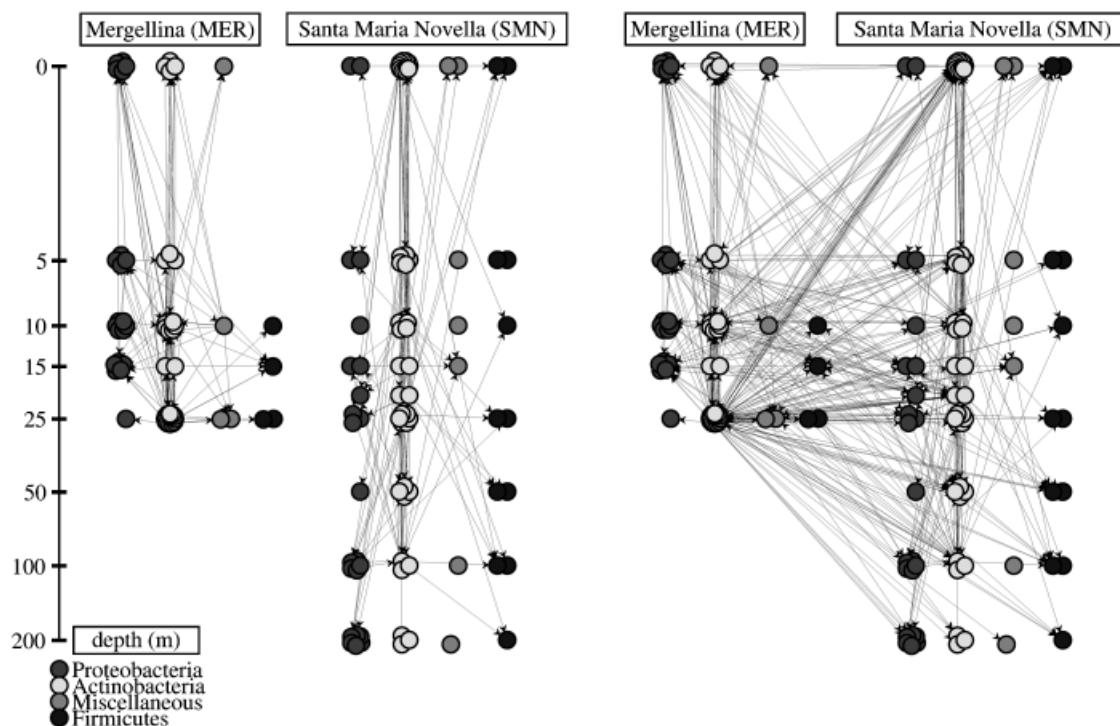 Mergellina (MER) Santa Maria Novella (SMN) Mergellina (MER) Santa Maria Novella (SMN)
0
5
10
15
25
50
100
200
depth (m)
Proteobacteria
Actinobacteria
Miscellaneous
Firmicutes